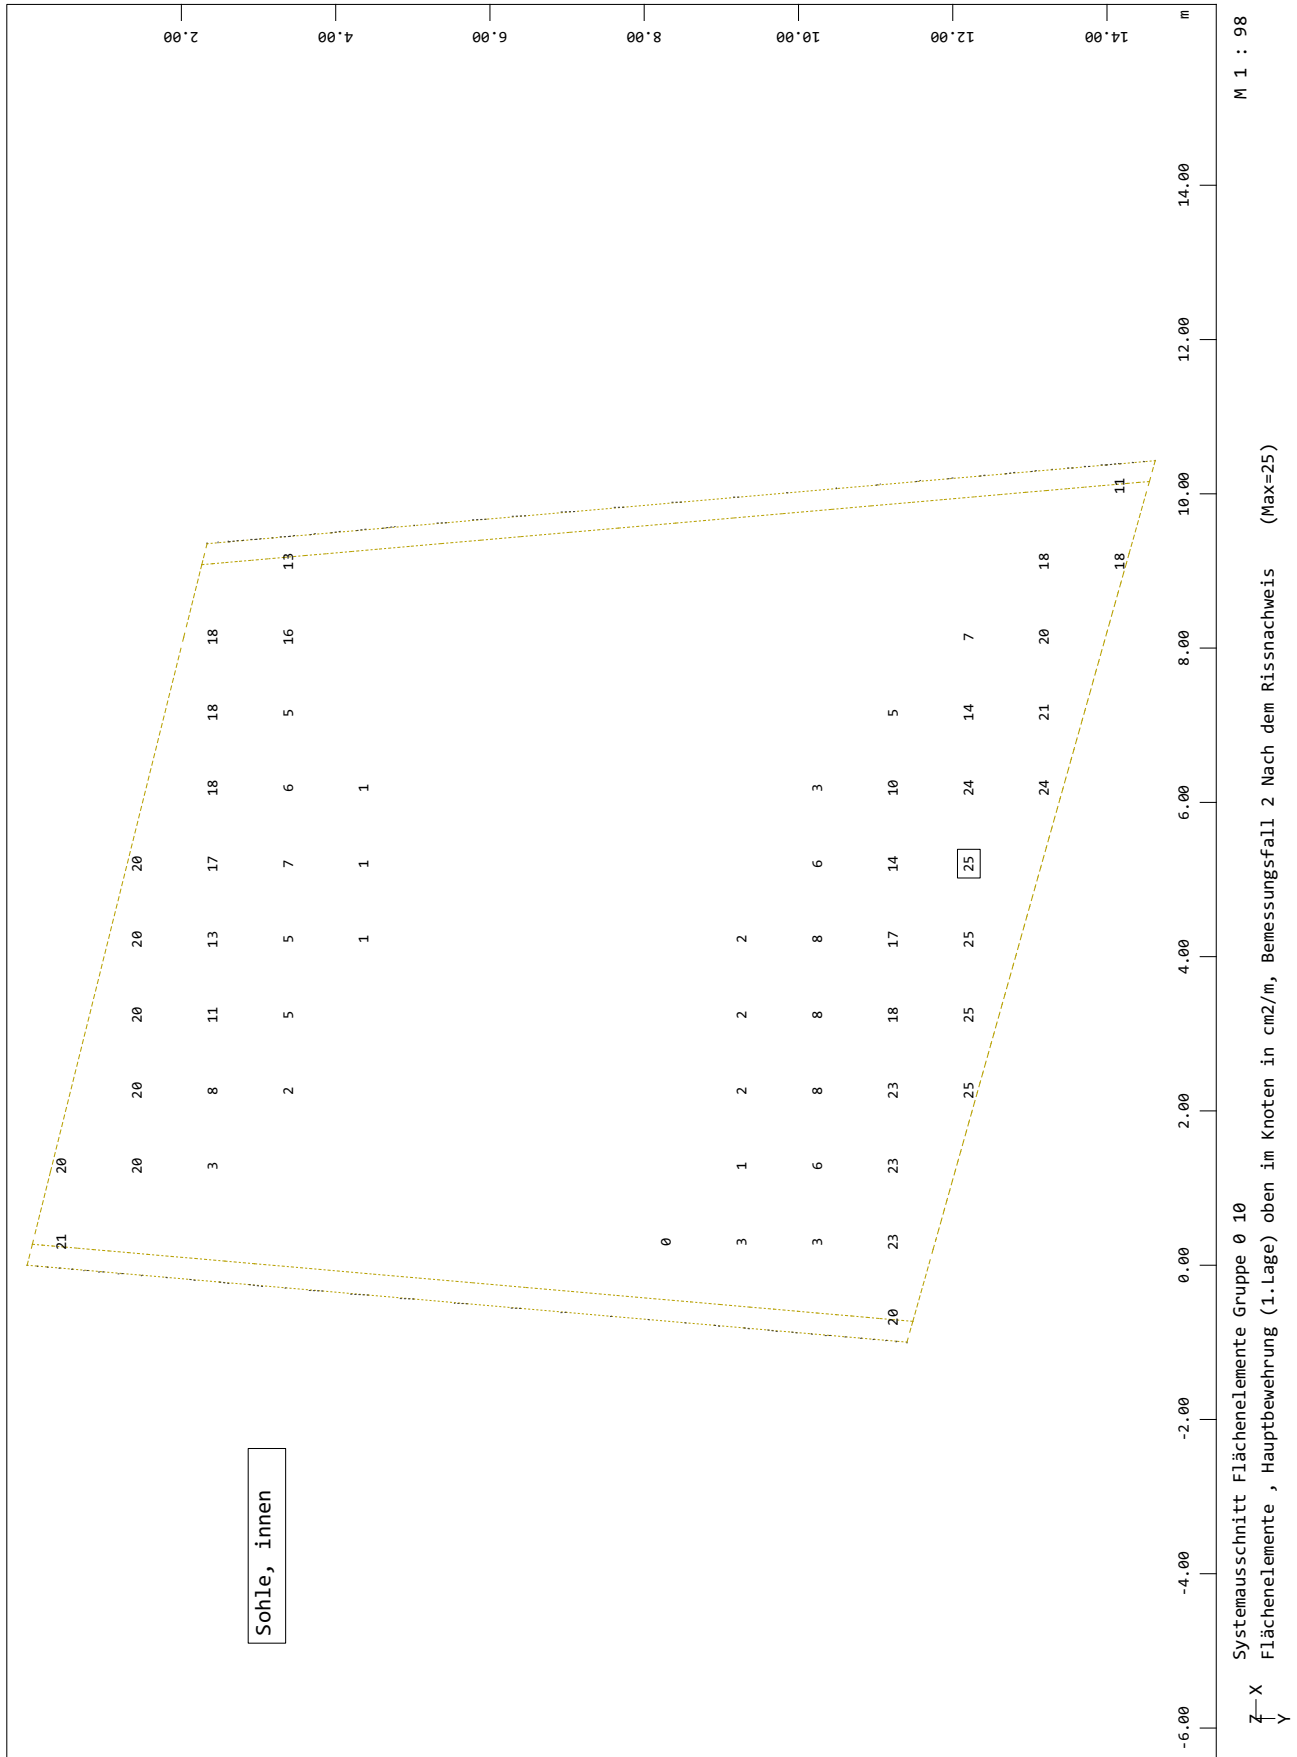 21 20
20 20 20 20 20
2.00
3 8 11 13 17 18 18 18
Sohle, innen
2 5 5 7 6 5 16 13
4.00
1 1 1
6.00
8.00
0
3 1 2 2 2
10.00
3 6 8 8 8 6 3
20 23 23 23 18 17 14 10 5
12.00
25 25 25 25 24 14 7
24 21 20 18
14.00
18 11
-6.00 -4.00 -2.00 0.00 2.00 4.00 6.00 8.00 10.00 12.00 14.00 m
Systemausschnitt Flächenelemente Gruppe 0 10 M 1 : 98
Z X Flächenelemente , Hauptbewehrung (1.Lage) oben im Knoten in cm2/m, Bemessungsfall 2 Nach dem Rissnachweis (Max=25)
Y